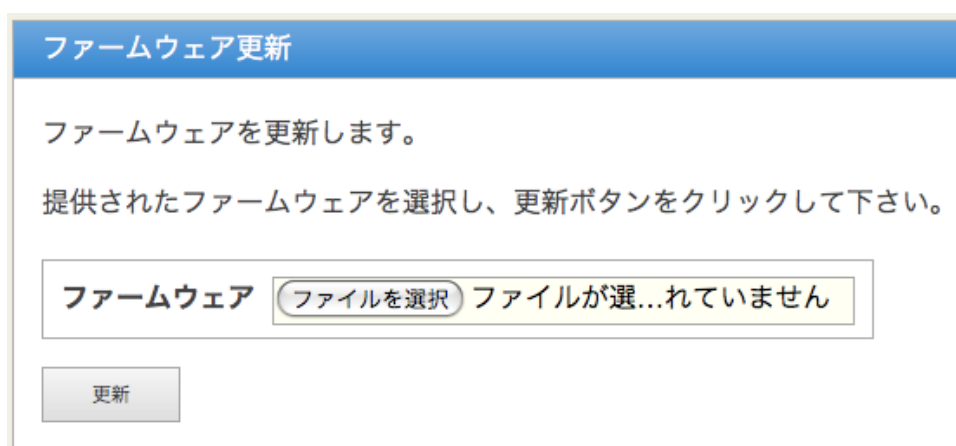 ファームウェア更新
ファームウェアを更新します。
提供されたファームウェアを選択し、更新ボタンをクリックして下さい。
ファームウェア ファイルを選択 ファイルが選...れていません
更新